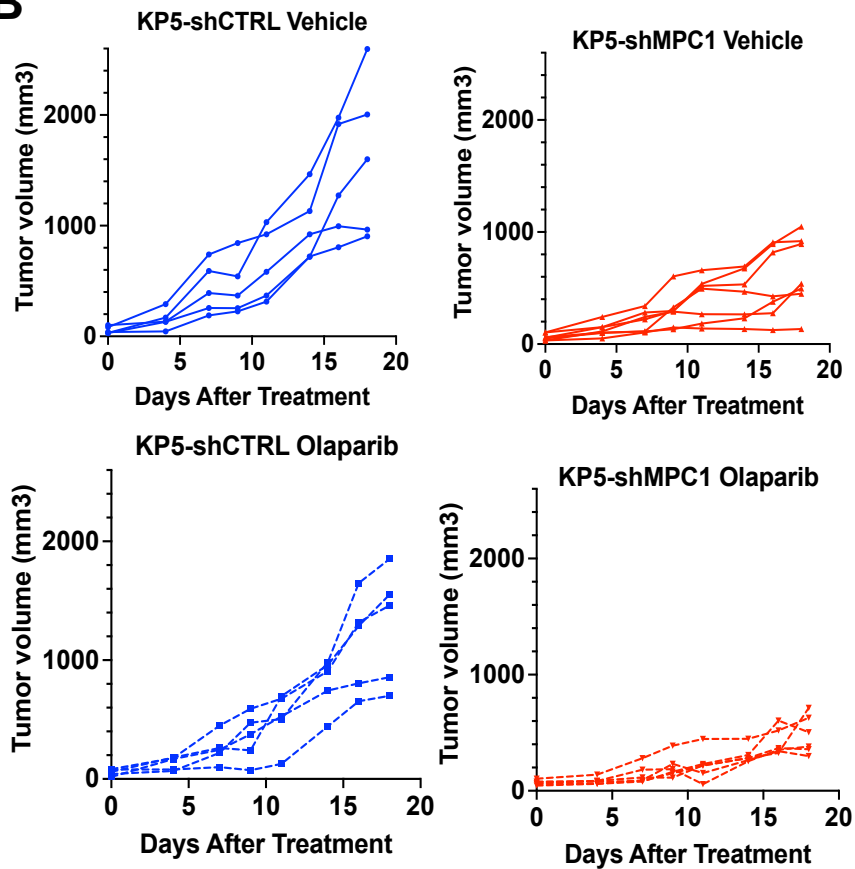 B
KP5-shCTRL Vehicle
Tumor volume (mm3)
2000
1000
0
0 5 10 15 20
Days After Treatment
KP5-shMPC1 Vehicle
Tumor volume (mm3)
2000
1000
0
0 5 10 15 20
Days After Treatment
KP5-shCTRL Olaparib
Tumor volume (mm3)
2000
1000
0
0 5 10 15 20
Days After Treatment
KP5-shMPC1 Olaparib
Tumor volume (mm3)
2000
1000
0
0 5 10 15 20
Days After Treatment